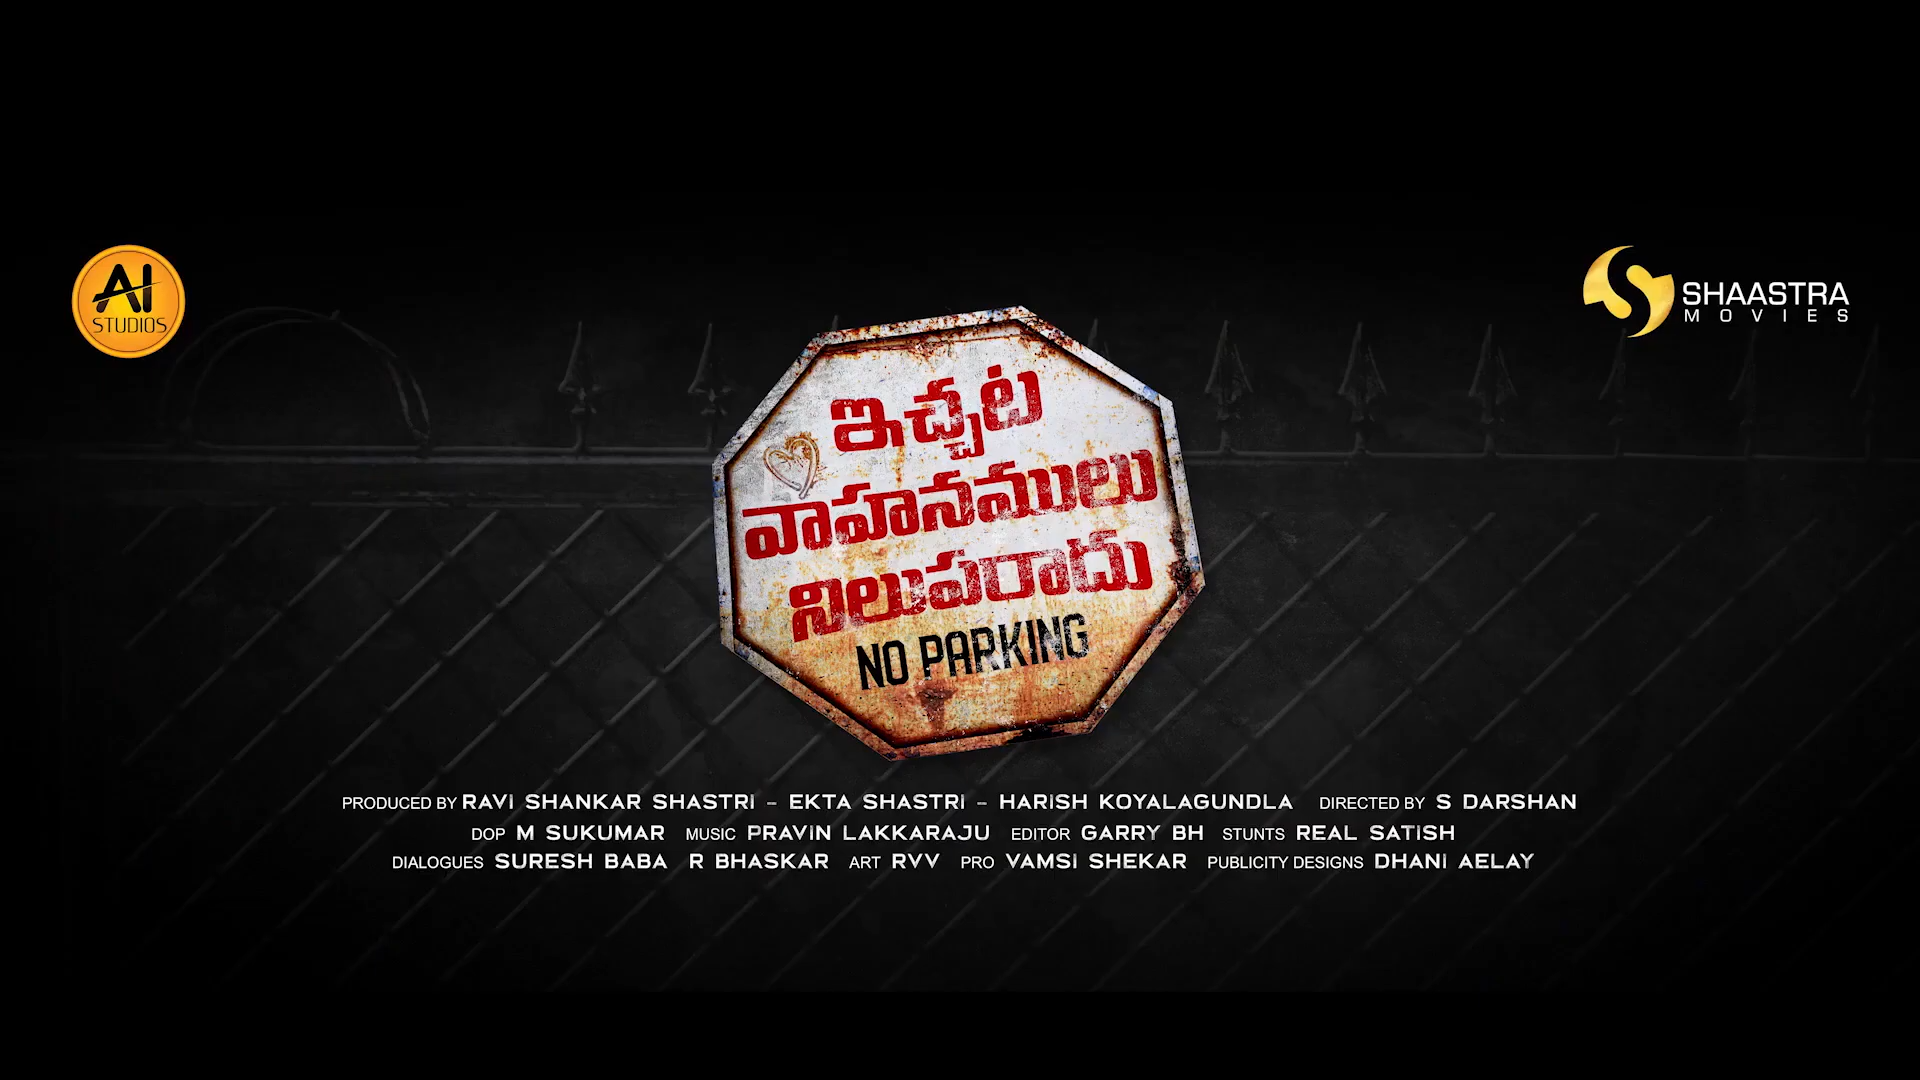 AI
STUDIOS
SHAASTRA
MOVIES
ఇచ్చట
వాహనములు
నిలుపరాదు
NO PARKING
PRODUCED BY RAVI SHANKAR SHASTRI - EKTA SHASTRI - HARISH KOYALAGUNDLA DIRECTED BY S DARSHAN
DOP M SUKUMAR MUSIC PRAVIN LAKKARAJU EDITOR GARRY BH STUNTS REAL SATISH
DIALOGUES SURESH BABA R BHASKAR ART RVV PRO VAMSI SHEKAR PUBLICITY DESIGNS DHANI AELAY